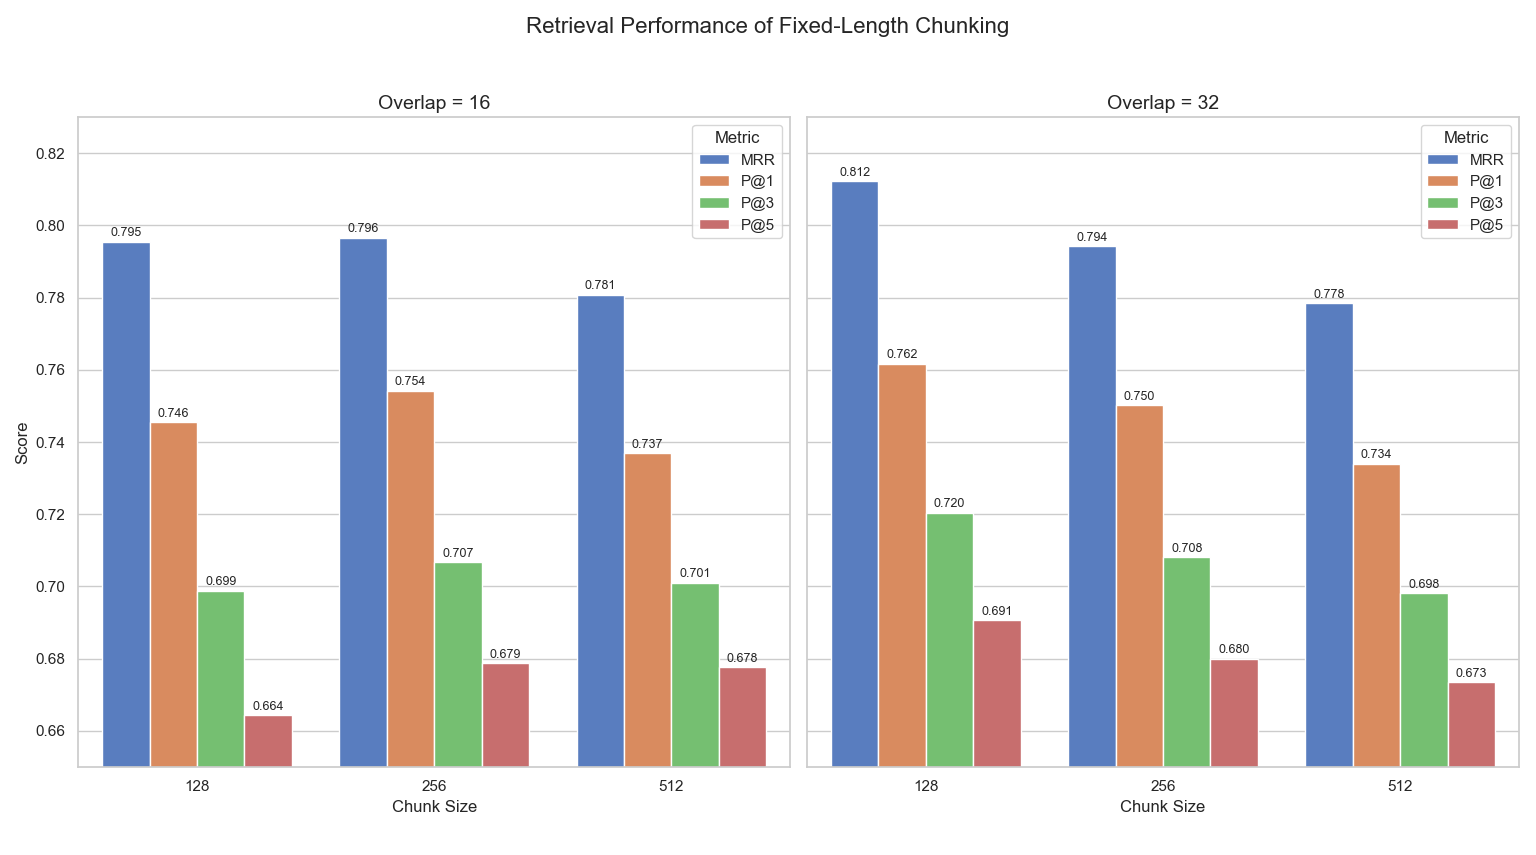 Retrieval Performance of Fixed-Length Chunking
Overlap = 16
Metric
MRR
P@1
P@3
P@5
Score
0.82
0.80
0.78
0.76
0.74
0.72
0.70
0.68
0.66
0.795
0.746
0.699
0.664
0.796
0.754
0.707
0.679
0.781
0.737
0.701
0.678
128
256
512
Chunk Size
Overlap = 32
Metric
MRR
P@1
P@3
P@5
0.812
0.762
0.720
0.691
0.794
0.750
0.708
0.680
0.778
0.734
0.698
0.673
128
256
512
Chunk Size